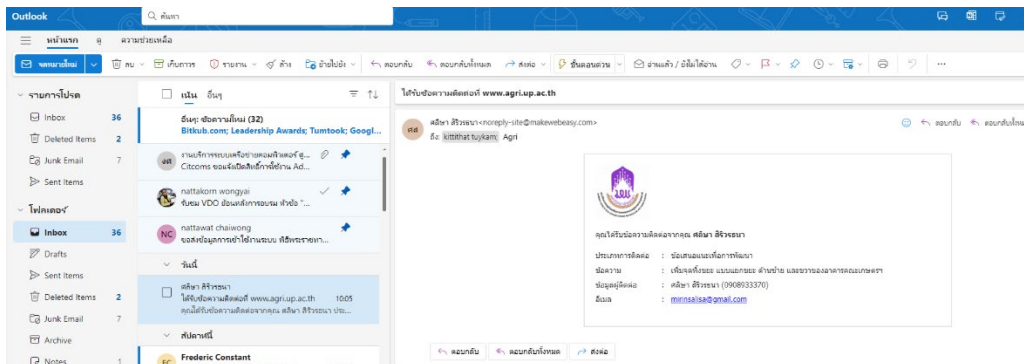 Outlook
ค้นหา
หน้าแรก ดู ความช่วยเหลือ
จดหมายใหม่ ลบ เก็บถาวร รายงาน ล้าง ย้ายไปยัง ตอบกลับ ตอบกลับทั้งหมด ส่งต่อ ขั้นตอนด่วน อ่านแล้ว / ยังไม่ได้อ่าน
รายการโปรด
Inbox 36
Deleted Items 2
Junk Email 7
Sent Items
โฟลเดอร์
Inbox 36
Drafts
Sent Items
Deleted Items 2
Junk Email 7
Archive
Notes 1
เน้น อื่นๆ
อื่นๆ: ข้อความใหม่ (32)
Bitkub.com; Leadership Awards; Tumtook; Googl...
งานบริการระบบเครือข่ายคอมพิวเตอร์ ศู...
Citcoms ขอแจ้งปิดสิทธิ์การใช้งาน Ad...
nattakorn wongyai
รับชม VDO ย้อนหลังการอบรม หัวข้อ "...
NC
nattawat chaiwong
ขอส่งข้อมูลการเข้าใช้งานระบบ พิธีพระราชทา...
วันนี้
สลิษา สิริวรธนา
ได้รับข้อความติดต่อที่ www.agri.up.ac.th 10:05
คุณได้รับข้อความติดต่อจากคุณ สลิษา สิริวรธนา ประ...
สัปดาห์นี้
FC
Frederic Constant
ได้รับข้อความติดต่อที่ www.agri.up.ac.th
สลิษา สิริวรธนา<noreply-site@makewebeasy.com>
ถึง: kittithat tuykam; Agri
ตอบกลับ ตอบกลับทั้งหมด
คุณได้รับข้อความติดต่อจากคุณ สลิษา สิริวรธนา
ประเภทการติดต่อ : ข้อเสนอแนะเพื่อการพัฒนา
ข้อความ : เพิ่มจุดทิ้งขยะ แบบแยกขยะ ด้านซ้าย และขวาของอาคารคณะเกษตรฯ
ข้อมูลผู้ติดต่อ : สลิษา สิริวรธนา (0908933370)
อีเมล : mirinsalisa@gmail.com
ตอบกลับ ตอบกลับทั้งหมด ส่งต่อ